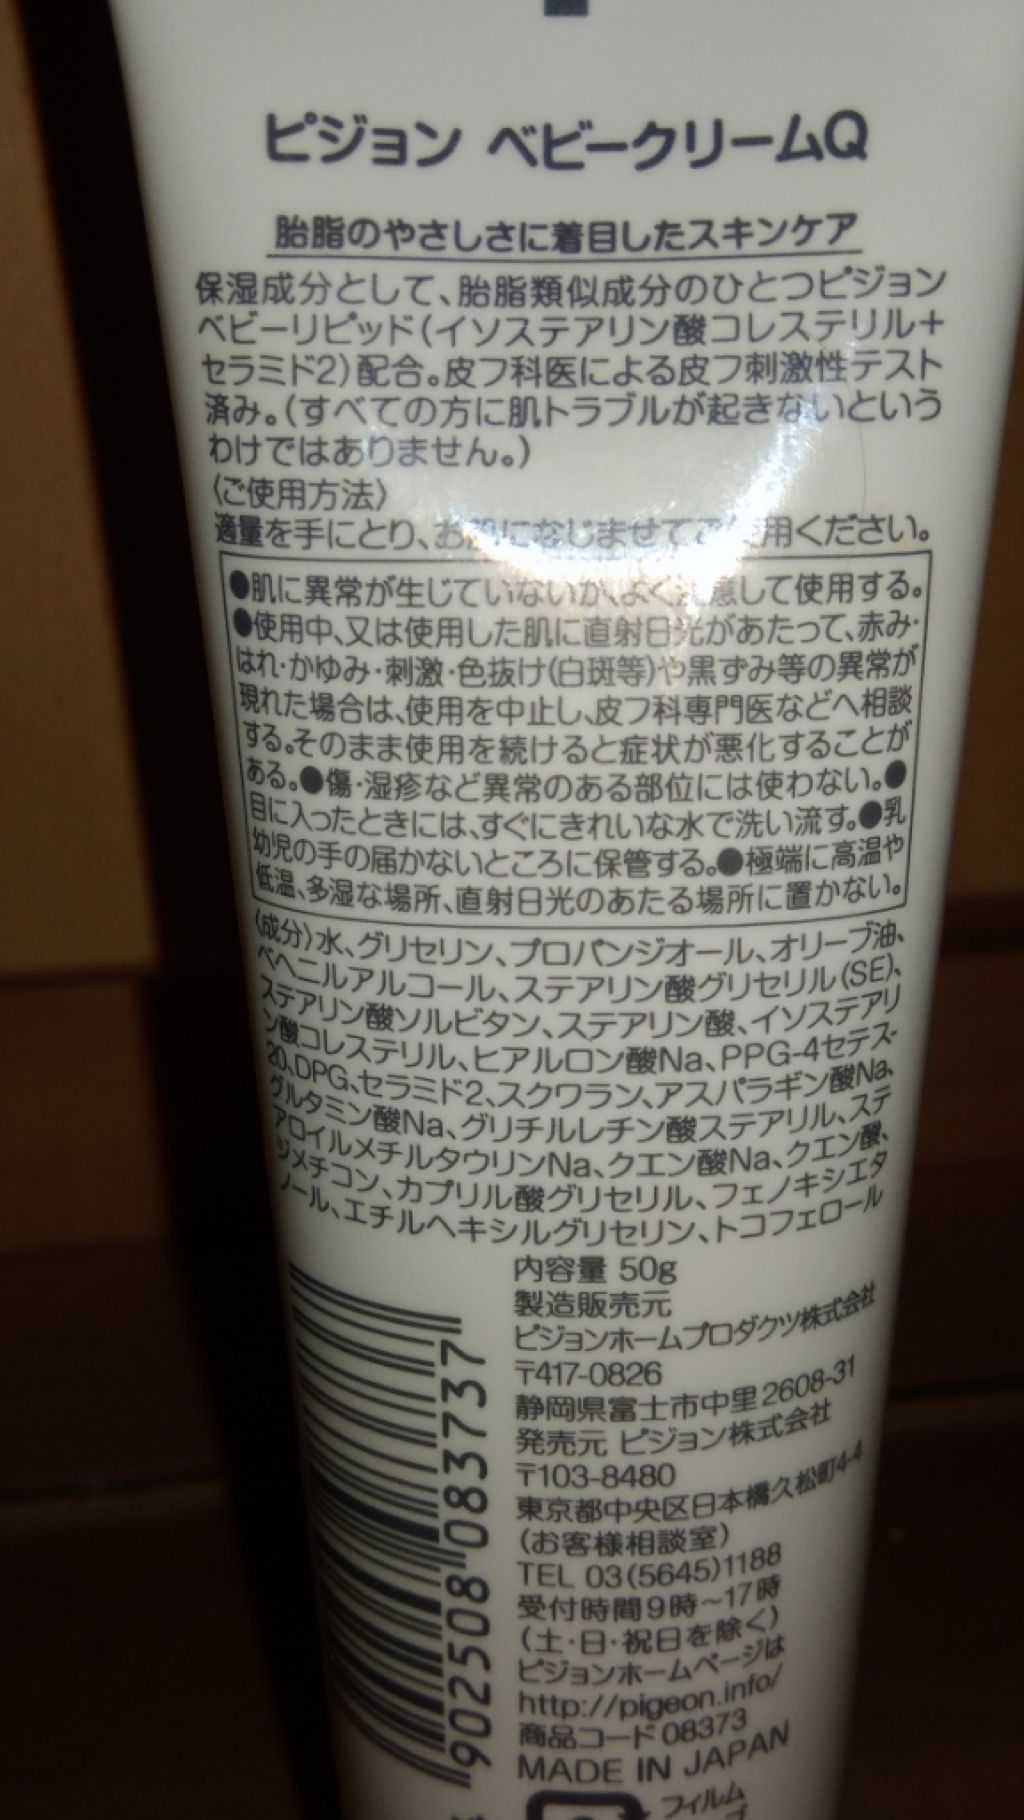 ピジョン ベビークリームQ
胎脂のやさしさに着目したスキンケア
保湿成分として、胎脂類似成分のひとつピジョン
ベビーリピッド(イソステアリン酸コレステリル＋
セラミド2)配合。皮フ科医による皮フ刺激性テスト
済み。(すべての方に肌トラブルが起きないという
わけではありません。)
〈ご使用方法〉
適量を手にとり、お肌になじませてご使用ください。
●肌に異常が生じていないか、よく注意して使用する。
●使用中、又は使用した肌に直射日光があたって、赤み・
はれ・かゆみ・刺激・色抜け(白斑等)や黒ずみ等の異常が
現れた場合は、使用を中止し、皮フ科専門医などへ相談
する。そのまま使用を続けると症状が悪化することが
ある。●傷・湿疹など異常のある部位には使わない。●
目に入ったときには、すぐにきれいな水で洗い流す。●乳
幼児の手の届かないところに保管する。●極端に高温や
低温、多湿な場所、直射日光のあたる場所に置かない。
〈成分〉水、グリセリン、プロパンジオール、オリーブ油、
ベヘニルアルコール、ステアリン酸グリセリル(SE)、
ステアリン酸ソルビタン、ステアリン酸、イソステアリ
ン酸コレステリル、ヒアルロン酸Na、PPG-4セテス-
20、DPG、セラミド2、スクワラン、アスパラギン酸Na、
グルタミン酸Na、グリチルレチン酸ステアリル、ステ
アロイルメチルタウリンNa、クエン酸Na、クエン酸、
ジメチコン、カプリル酸グリセリル、フェノキシエタ
ノール、エチルヘキシルグリセリン、トコフェロール
内容量 50g
製造販売元
ピジョンホームプロダクツ株式会社
〒417-0826
静岡県富士市中里2608-31
発売元 ピジョン株式会社
〒103-8480
東京都中央区日本橋久松町4-4
(お客様相談室)
TEL 03(5645)1188
受付時間9時～17時
(土・日・祝日を除く)
ピジョンホームページは
http://pigeon.info/
商品コード 08373
MADE IN JAPAN
フィルム
4902508083737